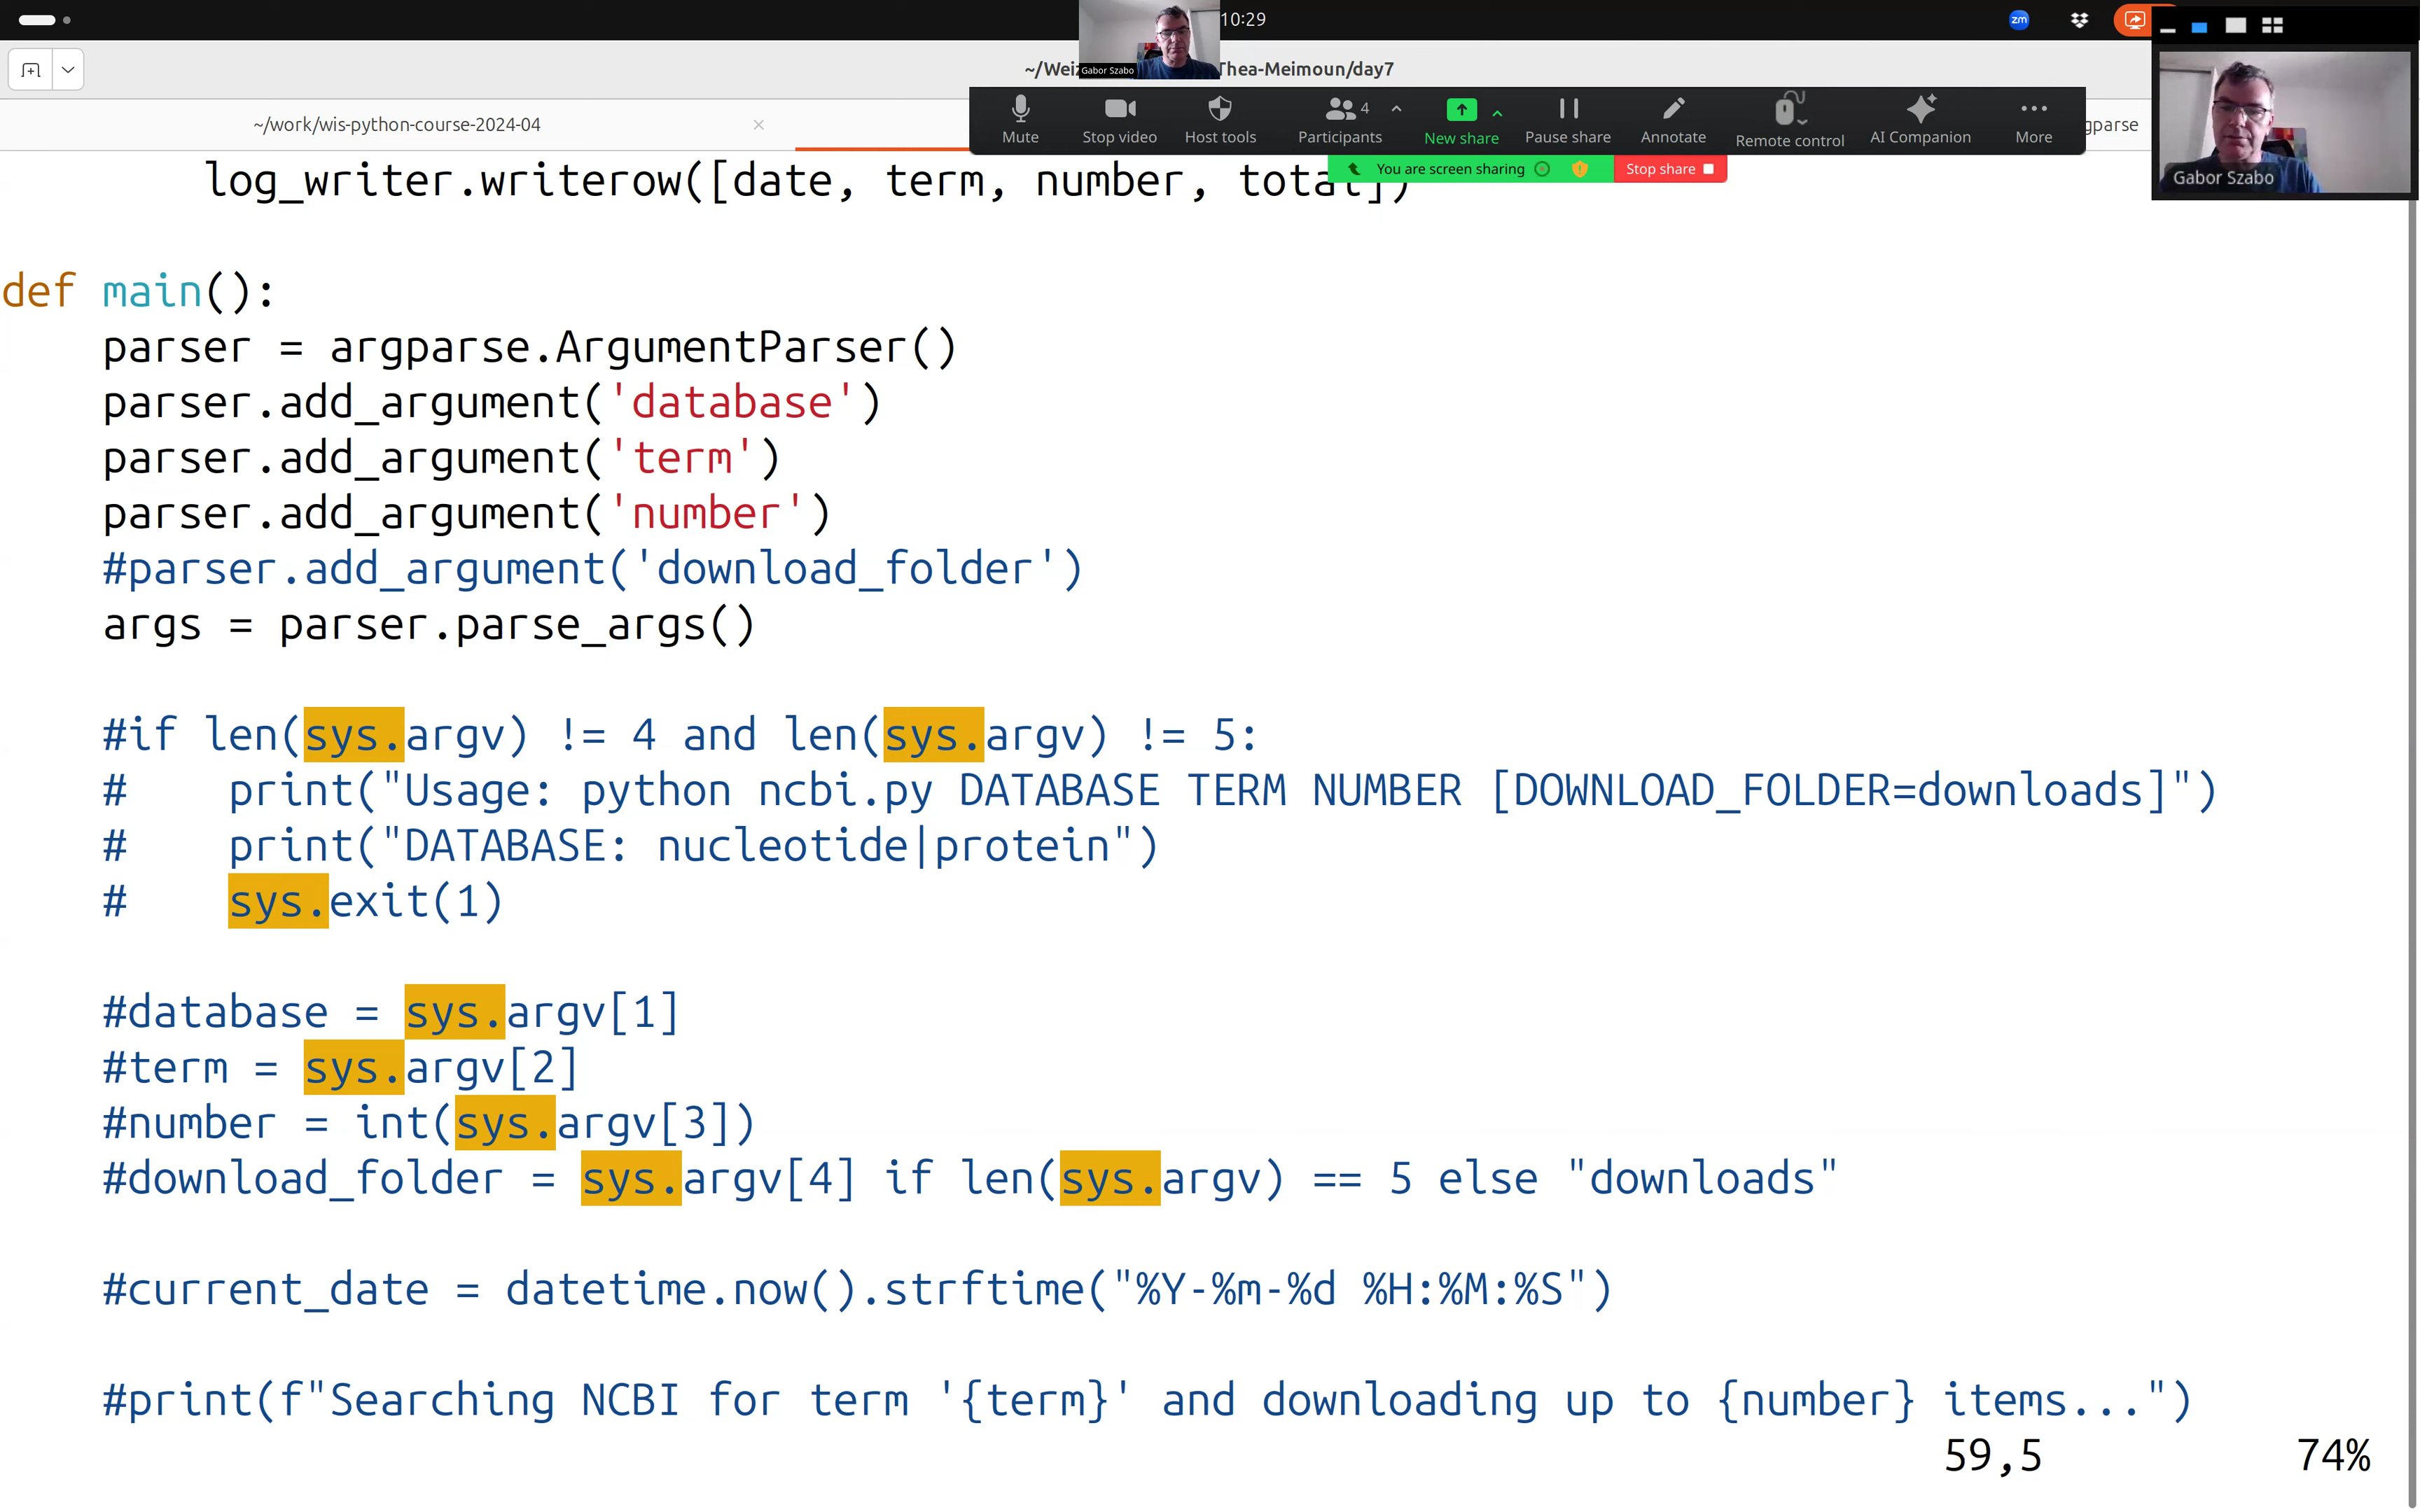 10:29
zm
Gabor Szabo
Thea-Meimoun/day7
~/work/wis-python-course-2024-04
Mute
Stop video
Host tools
Participants
4
New share
Pause share
Annotate
Remote control
AI Companion
More
gparse
You are screen sharing
Stop share
Gabor Szabo
log_writer.writerow([date, term, number, total])
def main():
    parser = argparse.ArgumentParser()
    parser.add_argument('database')
    parser.add_argument('term')
    parser.add_argument('number')
    #parser.add_argument('download_folder')
    args = parser.parse_args()
    #if len(sys.argv) != 4 and len(sys.argv) != 5:
    #    print("Usage: python ncbi.py DATABASE TERM NUMBER [DOWNLOAD_FOLDER=downloads]")
    #    print("DATABASE: nucleotide|protein")
    #    sys.exit(1)
    #database = sys.argv[1]
    #term = sys.argv[2]
    #number = int(sys.argv[3])
    #download_folder = sys.argv[4] if len(sys.argv) == 5 else "downloads"
    #current_date = datetime.now().strftime("%Y-%m-%d %H:%M:%S")
    #print(f"Searching NCBI for term '{term}' and downloading up to {number} items...")
59,5 74%